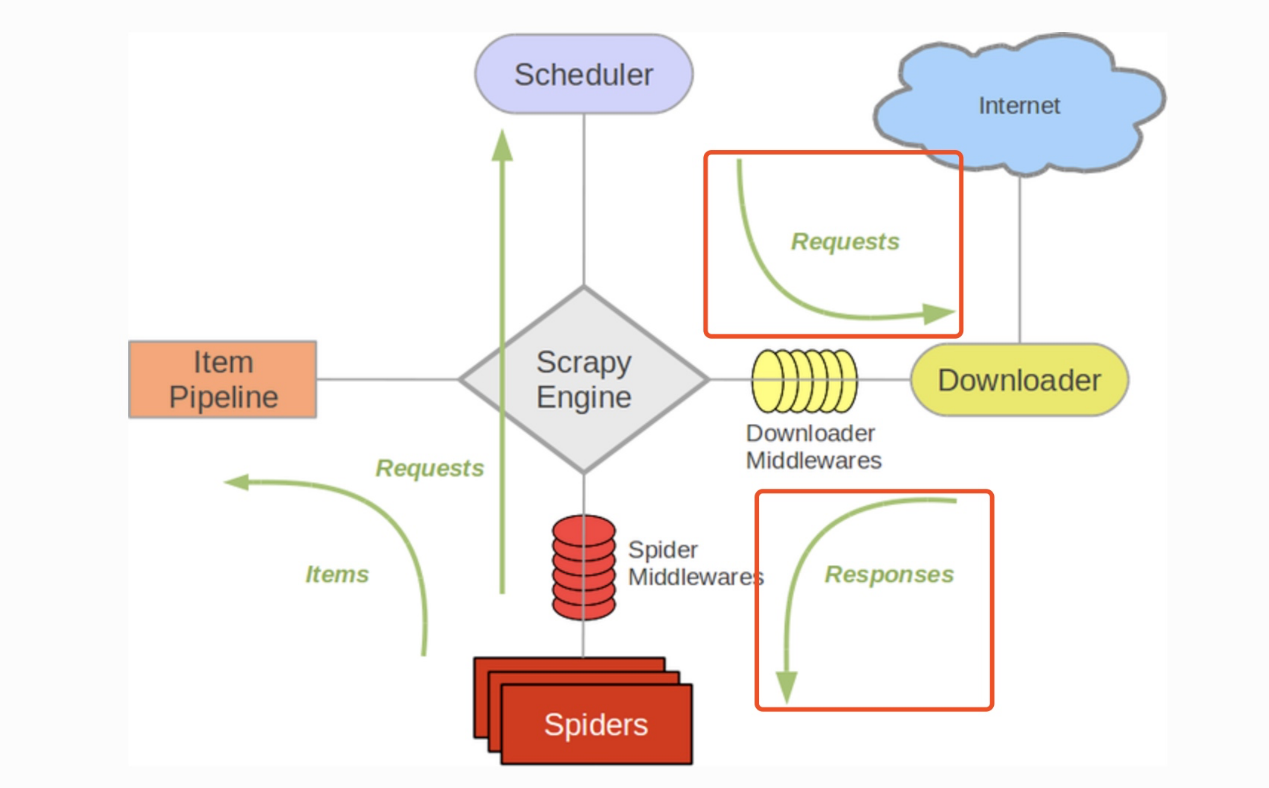 Scheduler
Internet
Requests
Scrapy
Engine
Item
Pipeline
Downloader
Downloader
Middlewares
Requests
Items
Spider
Middlewares
Responses
Spiders